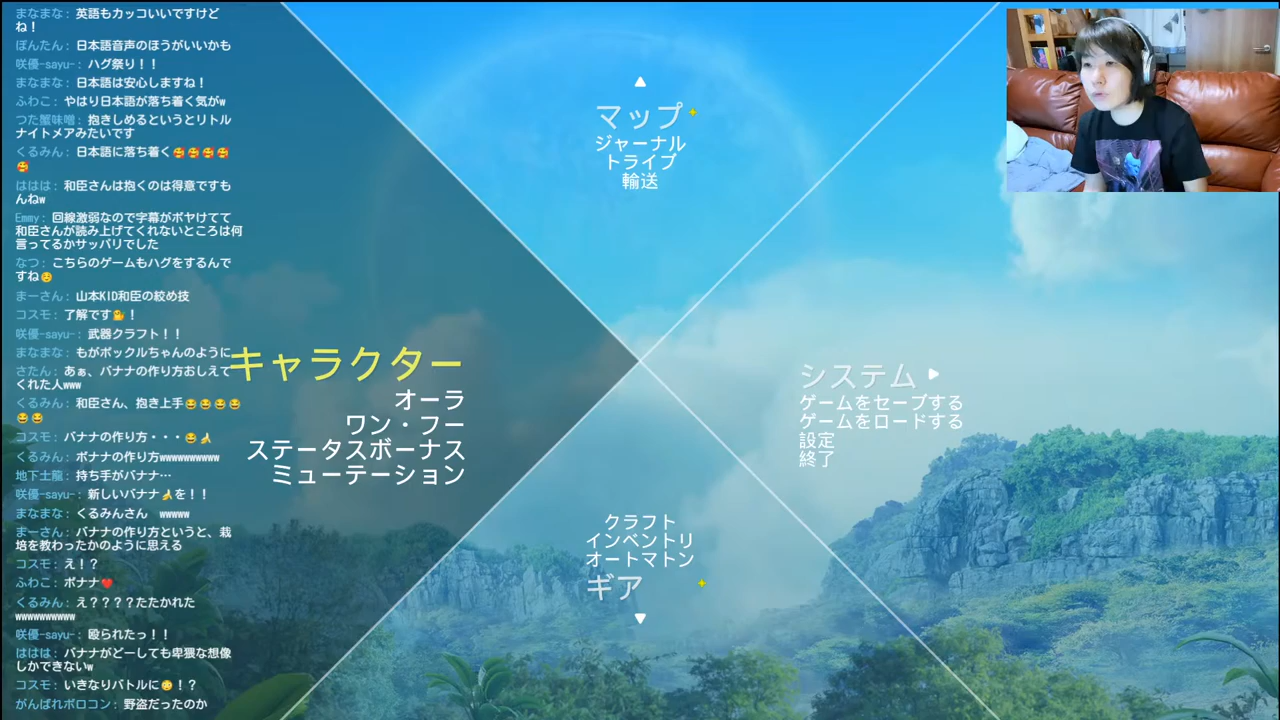 まなまな: 英語もカッコいいですけど
ね！
ぽんたん: 日本語音声のほうがいいかも
咲優-sayu-: ハグ祭り！！
まなまな: 日本語は安心しますね！
ふわこ: やはり日本語が落ち着く気がw
つた蟹味噌: 抱きしめるというとリトル
ナイトメアみたいです
くるみん: 日本語に落ち着く🥰🥰🥰🥰
🥰
ははは: 和臣さんは抱くのは得意ですも
んねw
Emmy: 回線激弱なので字幕がボヤけてて
和臣さんが読み上げてくれないところは何
言ってるかサッパリでした
なつ: こちらのゲームもハグをするんで
すね☺️
まーさん: 山本KID和臣の絞め技
コスモ: 了解です！
咲優-sayu-: 武器クラフト！！
まなまな: もがボックルちゃんのように
さたん: あぁ、バナナの作り方おしえて
くれた人www
くるみん: 和臣さん、抱き上手😂😂😂😂
😂😂
コスモ: バナナの作り方・・・😂🍌
くるみん: ボナナの作り方wwwwwwwwww
地下士龍: 持ち手がバナナ…
咲優-sayu-: 新しいバナナ🍌を！！
まなまな: くるみんさん　wwwww
まーさん: バナナの作り方というと、栽
培を教わったかのように思える
コスモ: え！？
ふわこ: ボナナ❤️
くるみん: え？？？？たたかれた
wwwwwwwwww
咲優-sayu-: 殴られたっ！！
ははは: バナナがどーしても卑猥な想像
しかできないw
コスモ: いきなりバトルに😳！？
がんばれポロコン: 野盗だったのか
マップ
ジャーナル
トライブ
輸送
キャラクター
オーラ
ワン・フー
ステータスボーナス
ミューテーション
システム
ゲームをセーブする
ゲームをロードする
設定
終了
クラフト
インベントリ
オートマトン
ギア